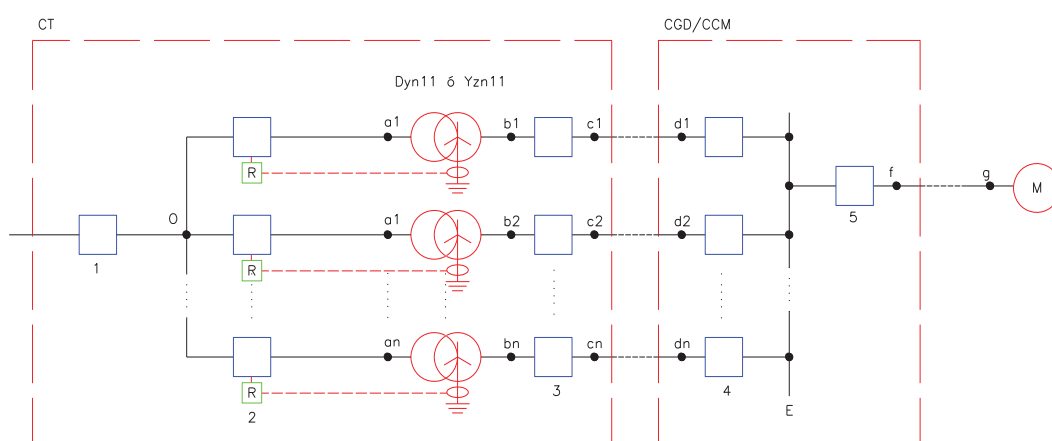 CT
CGD/CCM
Dyn11 ó Yzn11
a1
b1
c1
d1
R
f
g
M
5
O
1
a1
b2
c2
d2
R
an
bn
cn
dn
R
2
3
4
E